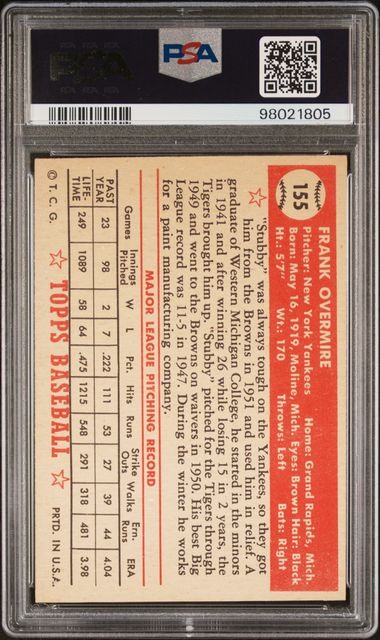 PSA
PSA
98021805
155
FRANK OVERMIRE
Pitcher: New York Yankees Home: Grand Rapids, Mich.
Born: May 16, 1919, Moline, Mich. Eyes: Brown Hair: Black
Ht.: 5'7" Wt.: 170 Throws: Left Bats: Right
"Stubby" was always tough on the Yankees, so they got
him from the Browns in 1951 and used him in relief. A
graduate of Western Michigan College, he started in the minors
in 1941 and after winning 26 while losing 15 in 2 years, the
Tigers brought him up. "Stubby" pitched for the Tigers through
1949 and went to the Browns on waivers in 1950. His best Big
League record was 11-5 in 1947. During the winter he works
for a paint manufacturing company.
MAJOR LEAGUE PITCHING RECORD
Games Innings Pitched W L Pct. Hits Runs Strike Outs Walks Ern. Runs ERA
PAST YEAR 23 98 2 7 .222 111 53 27 39 44 4.04
LIFE-TIME 249 1089 58 64 .475 1215 548 291 318 481 3.98
© T. C. G. TOPPS BASEBALL PRTD. IN U.S.A.